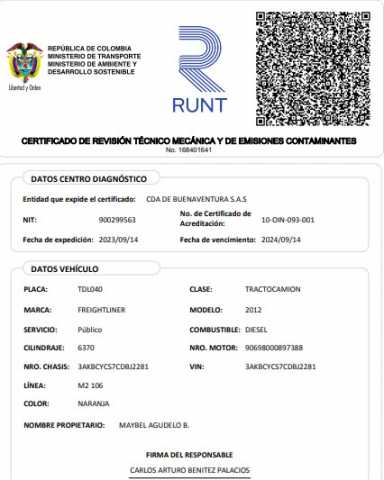 REPÚBLICA DE COLOMBIA
MINISTERIO DE TRANSPORTE
MINISTERIO DE AMBIENTE Y
DESARROLLO SOSTENIBLE
Libertad y Orden
RUNT
CERTIFICADO DE REVISIÓN TÉCNICO MECÁNICA Y DE EMISIONES CONTAMINANTES
No. 168401641
DATOS CENTRO DIAGNÓSTICO
Entidad que expide el certificado: CDA DE BUENAVENTURA S.A.S
NIT: 900299563 No. de Certificado de Acreditación: 10-OIN-093-001
Fecha de expedición: 2023/09/14 Fecha de vencimiento: 2024/09/14
DATOS VEHÍCULO
PLACA: TDL040 CLASE: TRACTOCAMION
MARCA: FREIGHTLINER MODELO: 2012
SERVICIO: Público COMBUSTIBLE: DIESEL
CILINDRAJE: 6370 NRO. MOTOR: 90698000897388
NRO. CHASIS: 3AKBCYCS7CDBJ2281 VIN: 3AKBCYCS7CDBJ2281
LÍNEA: M2 106
COLOR: NARANJA
NOMBRE PROPIETARIO: MAYBEL AGUDELO B.
FIRMA DEL RESPONSABLE
CARLOS ARTURO BENITEZ PALACIOS